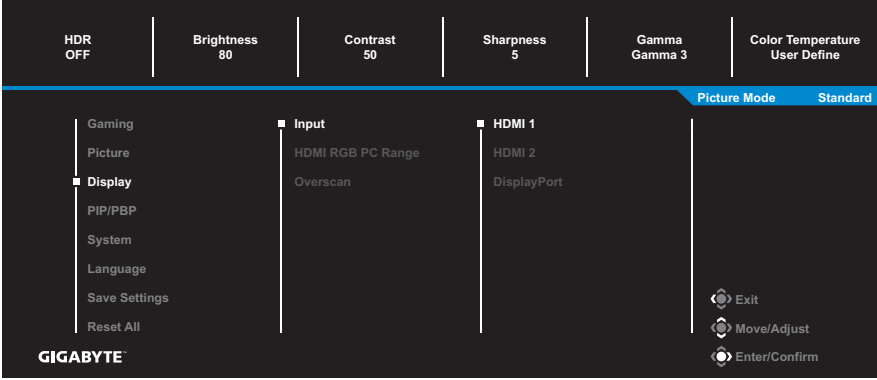 HDR Brightness Contrast Sharpness Gamma Color Temperature
OFF 80 50 5 Gamma 3 User Define
Picture Mode Standard
Gaming Input HDMI 1
Picture HDMI RGB PC Range HDMI 2
Display Overscan DisplayPort
PIP/PBP
System
Language
Save Settings Exit
Reset All Move/Adjust
GIGABYTE™ Enter/Confirm